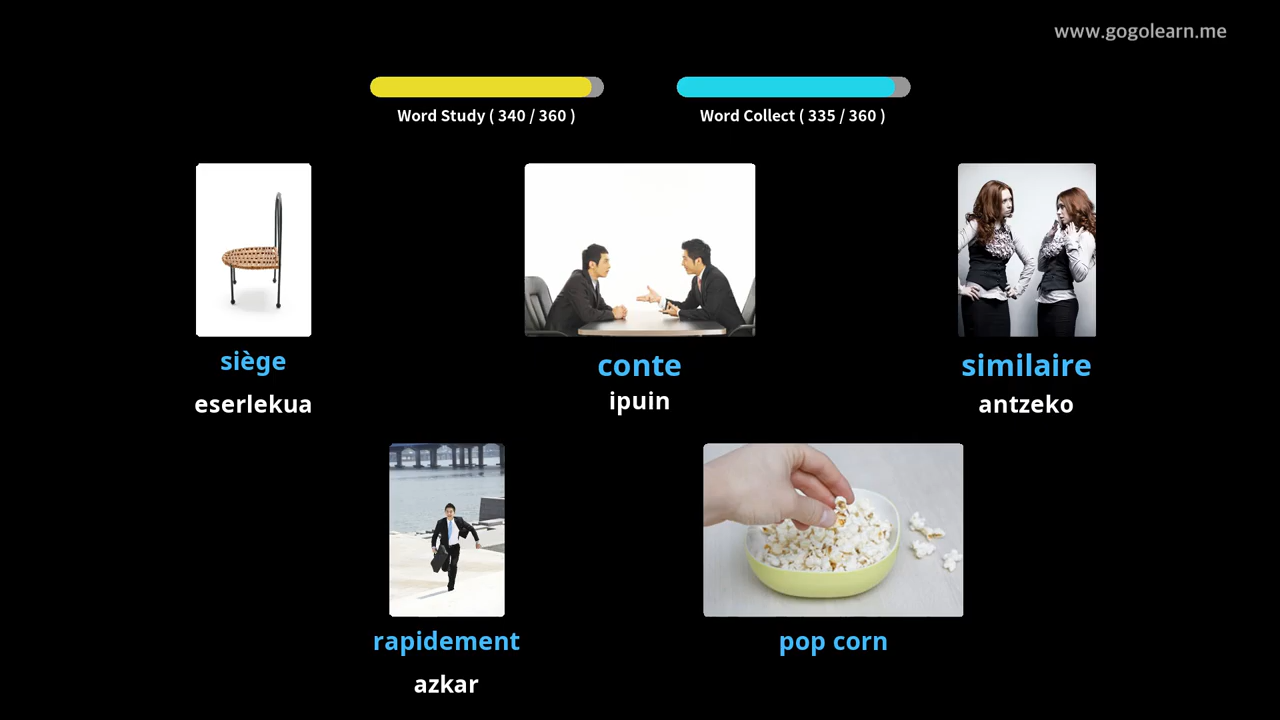 www.gogolearn.me
Word Study ( 340 / 360 )
Word Collect ( 335 / 360 )
siège
eserlekua
conte
ipuin
similaire
antzeko
rapidement
azkar
pop corn